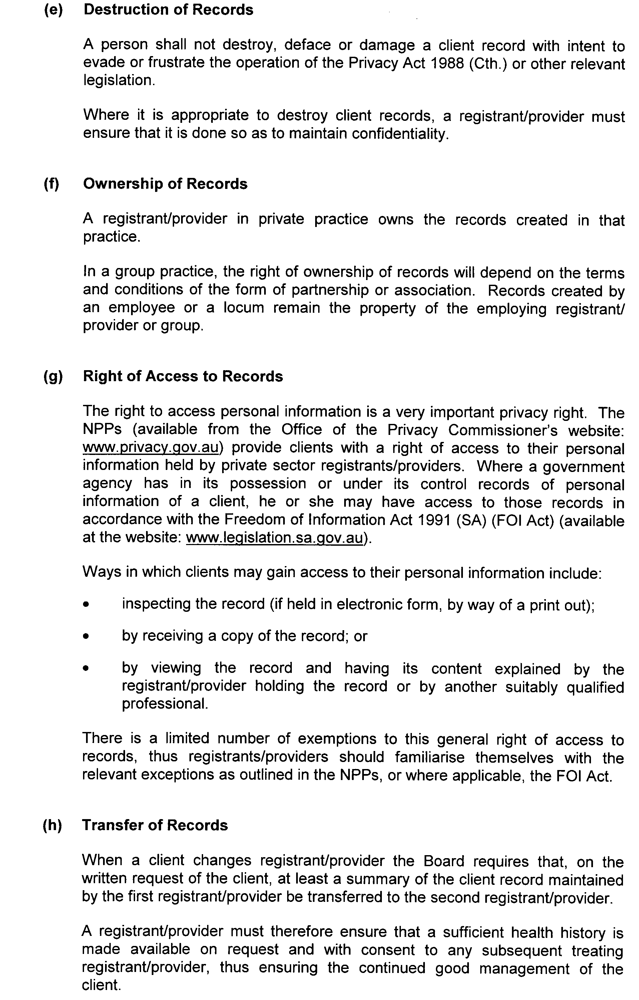 (e) Destruction of Records
A person shall not destroy, deface or damage a client record with intent to
evade or frustrate the operation of the Privacy Act 1988 (Cth.) or other relevant
legislation.
Where it is appropriate to destroy client records, a registrant/provider must
ensure that it is done so as to maintain confidentiality.
(f) Ownership of Records
A registrant/provider in private practice owns the records created in that
practice.
In a group practice, the right of ownership of records will depend on the terms
and conditions of the form of partnership or association. Records created by
an employee or a locum remain the property of the employing registrant/
provider or group.
(g) Right of Access to Records
The right to access personal information is a very important privacy right. The
NPPs (available from the Office of the Privacy Commissioner's website:
www.privacy.gov.au) provide clients with a right of access to their personal
information held by private sector registrants/providers. Where a government
agency has in its possession or under its control records of personal
information of a client, he or she may have access to those records in
accordance with the Freedom of Information Act 1991 (SA) (FOI Act) (available
at the website: www.legislation.sa.gov.au).
Ways in which clients may gain access to their personal information include:
• inspecting the record (if held in electronic form, by way of a print out);
• by receiving a copy of the record; or
• by viewing the record and having its content explained by the
registrant/provider holding the record or by another suitably qualified
professional.
There is a limited number of exemptions to this general right of access to
records, thus registrants/providers should familiarise themselves with the
relevant exceptions as outlined in the NPPs, or where applicable, the FOI Act.
(h) Transfer of Records
When a client changes registrant/provider the Board requires that, on the
written request of the client, at least a summary of the client record maintained
by the first registrant/provider be transferred to the second registrant/provider.
A registrant/provider must therefore ensure that a sufficient health history is
made available on request and with consent to any subsequent treating
registrant/provider, thus ensuring the continued good management of the
client.